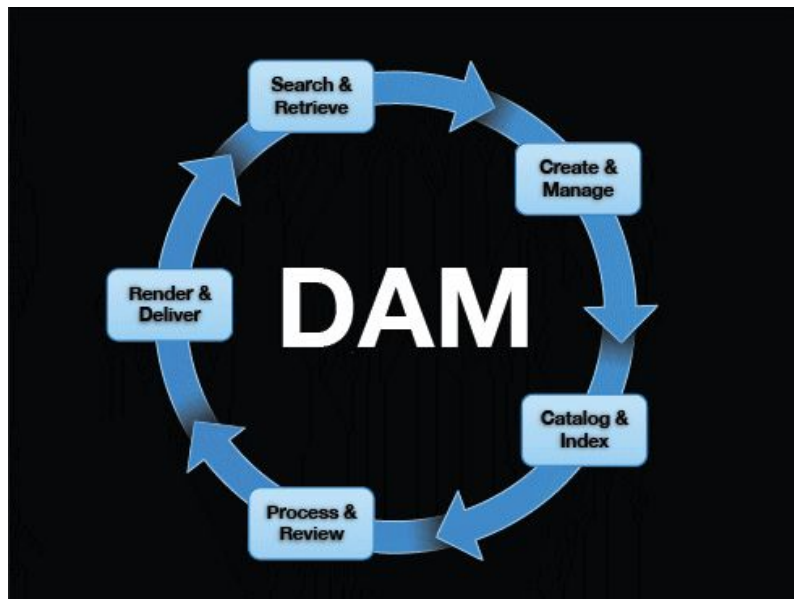 Search &
Retrieve
Create &
Manage
DAM
Render &
Deliver
Catalog &
Index
Process &
Review